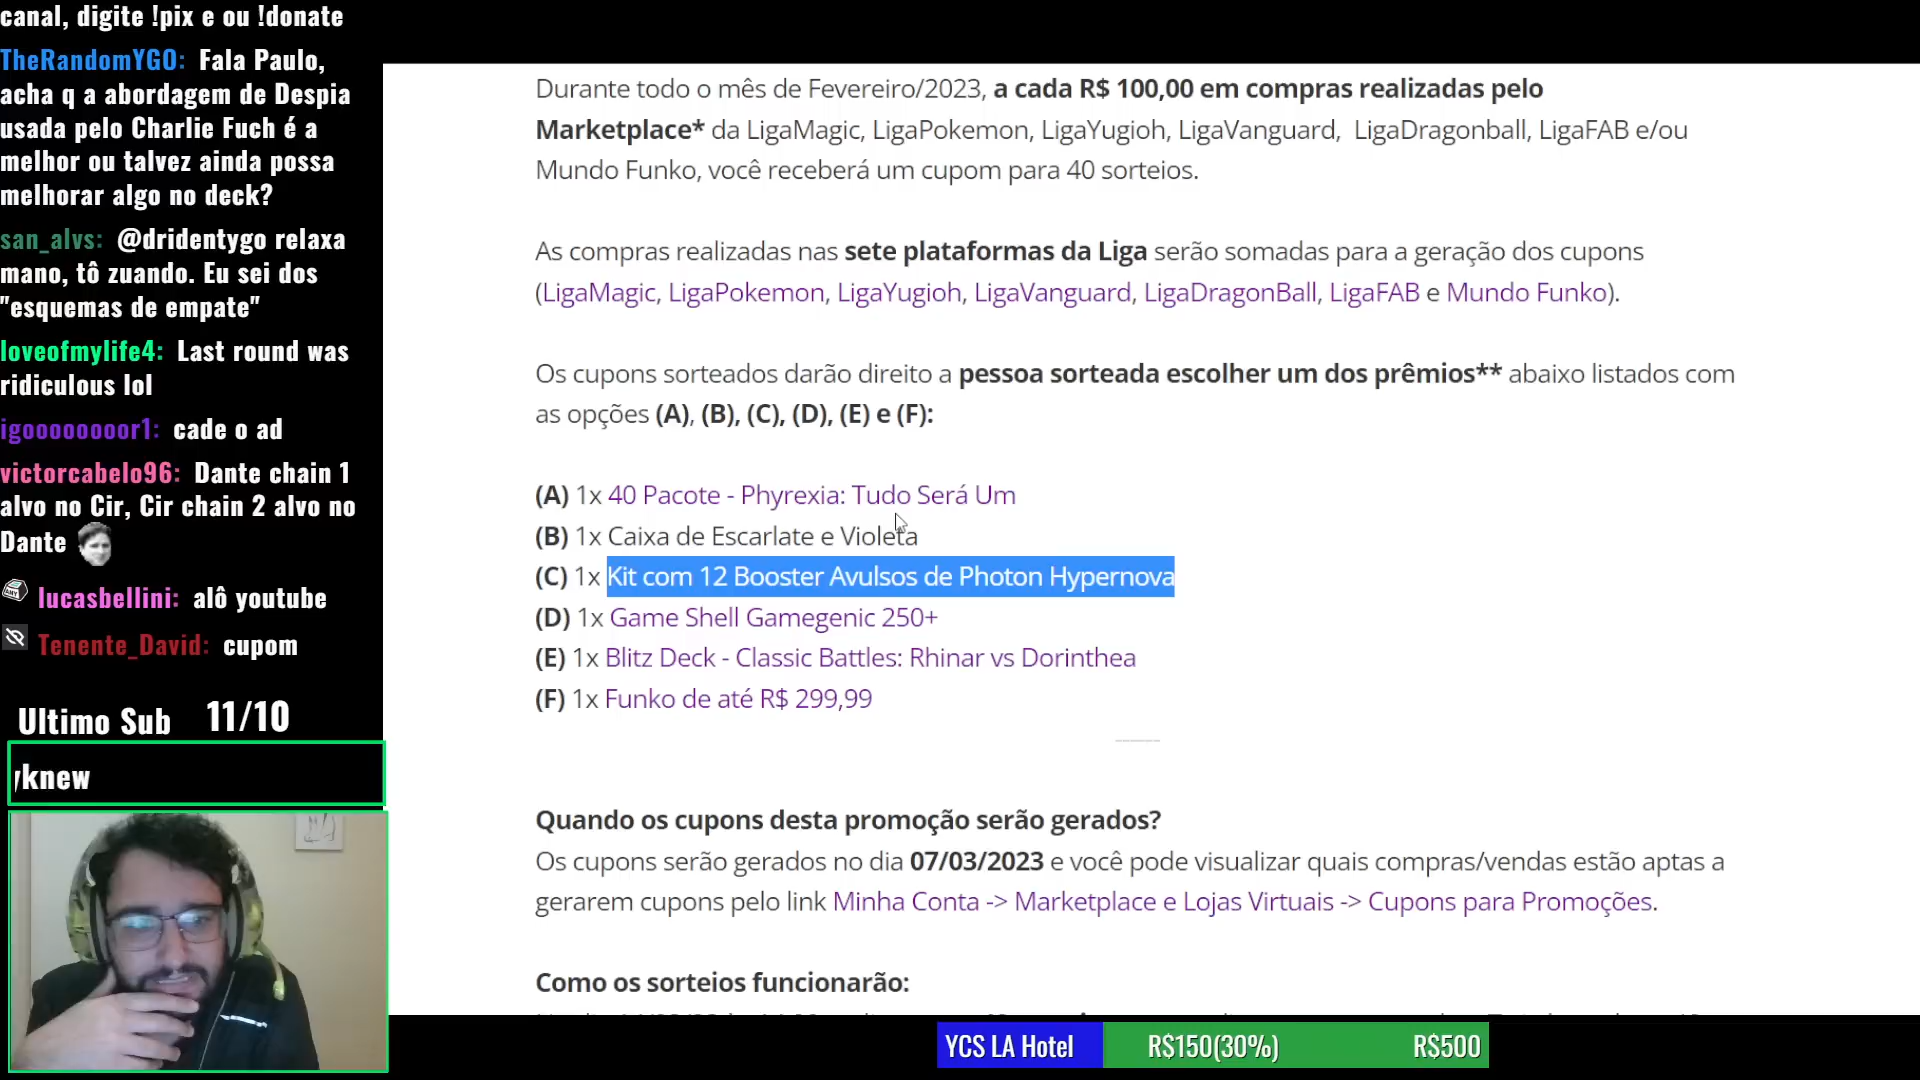 canal, digite !pix e ou !donate
TheRandomYGO: Fala Paulo,
acha q a abordagem de Despia
usada pelo Charlie Fuch é a
melhor ou talvez ainda possa
melhorar algo no deck?
san_alvs: @dridentygo relaxa
mano, tô zuando. Eu sei dos
"esquemas de empate"
loveofmylife4: Last round was
ridiculous lol
igoooooooor1: cade o ad
victorcabelo96: Dante chain 1
alvo no Cir, Cir chain 2 alvo no
Dante
lucasbellini: alô youtube
Tenente_David: cupom
Ultimo Sub 11/10
yknew
Durante todo o mês de Fevereiro/2023, a cada R$ 100,00 em compras realizadas pelo
Marketplace* da LigaMagic, LigaPokemon, LigaYugioh, LigaVanguard, LigaDragonball, LigaFAB e/ou
Mundo Funko, você receberá um cupom para 40 sorteios.
As compras realizadas nas sete plataformas da Liga serão somadas para a geração dos cupons
(LigaMagic, LigaPokemon, LigaYugioh, LigaVanguard, LigaDragonBall, LigaFAB e Mundo Funko).
Os cupons sorteados darão direito a pessoa sorteada escolher um dos prêmios** abaixo listados com
as opções (A), (B), (C), (D), (E) e (F):
(A) 1x 40 Pacote - Phyrexia: Tudo Será Um
(B) 1x Caixa de Escarlate e Violeta
(C) 1x Kit com 12 Booster Avulsos de Photon Hypernova
(D) 1x Game Shell Gamegenic 250+
(E) 1x Blitz Deck - Classic Battles: Rhinar vs Dorinthea
(F) 1x Funko de até R$ 299,99
Quando os cupons desta promoção serão gerados?
Os cupons serão gerados no dia 07/03/2023 e você pode visualizar quais compras/vendas estão aptas a
gerarem cupons pelo link Minha Conta -> Marketplace e Lojas Virtuais -> Cupons para Promoções.
Como os sorteios funcionarão:
YCS LA Hotel R$150(30%) R$500